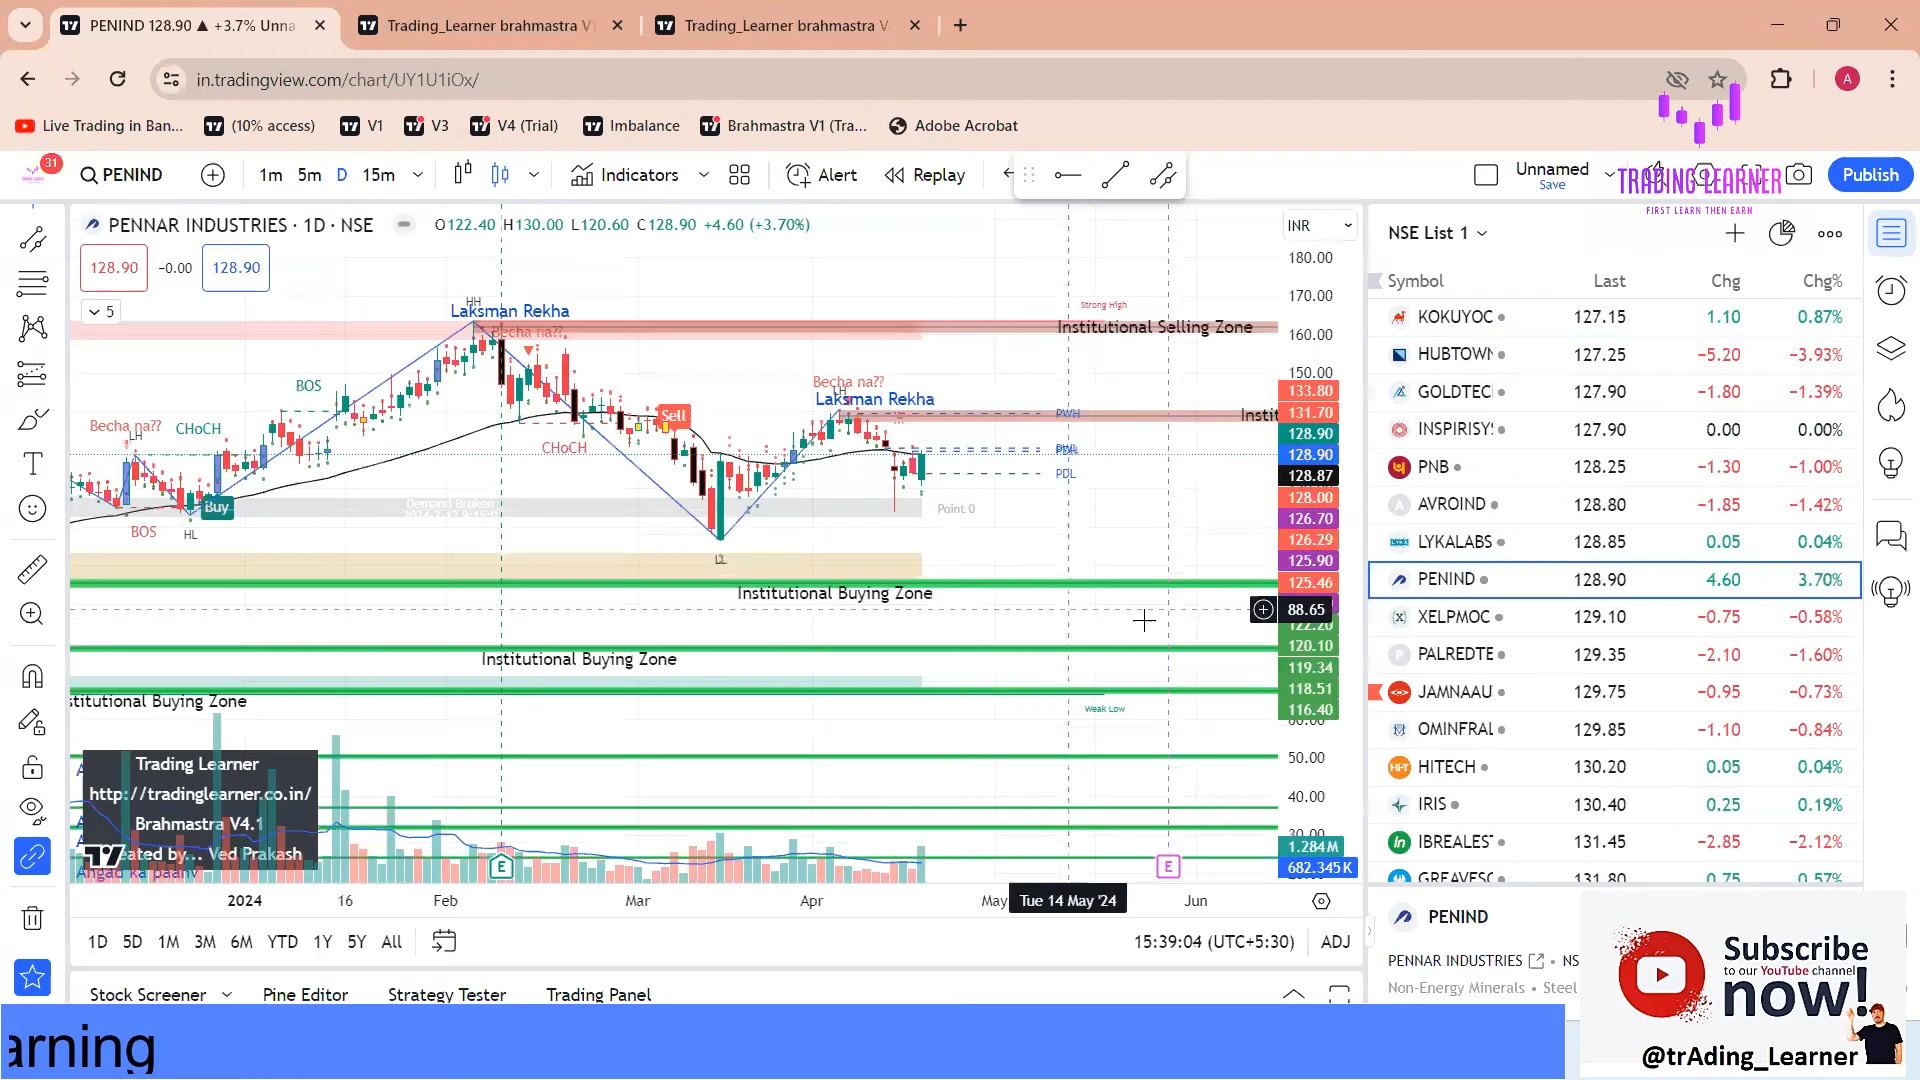 PENIND 128.90 ▲ +3.7% Unna
Trading_Learner brahmastra V
Trading_Learner brahmastra V
in.tradingview.com/chart/UY1U1iOx/
A
Live Trading in Ban...
(10% access)
V1
V3
V4 (Trial)
Imbalance
Brahmastra V1 (Tra...
Adobe Acrobat
31
PENIND
1m 5m D 15m
Indicators
Alert
Replay
Unnamed
Save
Publish
TRADING LEARNER
FIRST LEARN THEN EARN
PENNAR INDUSTRIES · 1D · NSE
O122.40 H130.00 L120.60 C128.90 +4.60 (+3.70%)
INR
128.90 −0.00 128.90
5
180.00
170.00
160.00
150.00
133.80
131.70
128.90
128.90
128.87
128.00
126.70
126.29
125.90
125.46
88.65
122.20
120.10
119.34
118.51
116.40
60.00
50.00
40.00
30.00
1.284M
682.345K
HH
Laksman Rekha
Becha na??
Strong High
Institutional Selling Zone
BOS
Becha na??
LH
CHoCH
Sell
CHoCH
Becha na??
LH
Laksman Rekha
PWH
Insti
PDL
Buy
BOS
HL
Demand Broken
Point 0
LL
Institutional Buying Zone
Institutional Buying Zone
stitutional Buying Zone
Weak Low
Trading Learner
http://tradinglearner.co.in/
Brahmastra V4.1
eated by... Ved Prakash
Angad ka paanv
E
E
2024 16 Feb Mar Apr May Tue 14 May '24 Jun
1D 5D 1M 3M 6M YTD 1Y 5Y All
15:39:04 (UTC+5:30) ADJ
Stock Screener
Pine Editor
Strategy Tester
Trading Panel
NSE List 1
Symbol Last Chg Chg%
KOKUYOC 127.15 1.10 0.87%
HUBTOWN 127.25 −5.20 −3.93%
GOLDTEC 127.90 −1.80 −1.39%
INSPIRISY 127.90 0.00 0.00%
PNB 128.25 −1.30 −1.00%
AVROIND 128.80 −1.85 −1.42%
LYKALABS 128.85 0.05 0.04%
PENIND 128.90 4.60 3.70%
XELPMOC 129.10 −0.75 −0.58%
PALREDTE 129.35 −2.10 −1.60%
JAMNAAU 129.75 −0.95 −0.73%
OMINFRAL 129.85 −1.10 −0.84%
HITECH 130.20 0.05 0.04%
IRIS 130.40 0.25 0.19%
IBREALEST 131.45 −2.85 −2.12%
GREAVESC 131.80 0.75 0.57%
PENIND
PENNAR INDUSTRIES • NS
Non-Energy Minerals • Steel
Subscribe
to our YouTube channel
now!
@trAding_Learner
arning